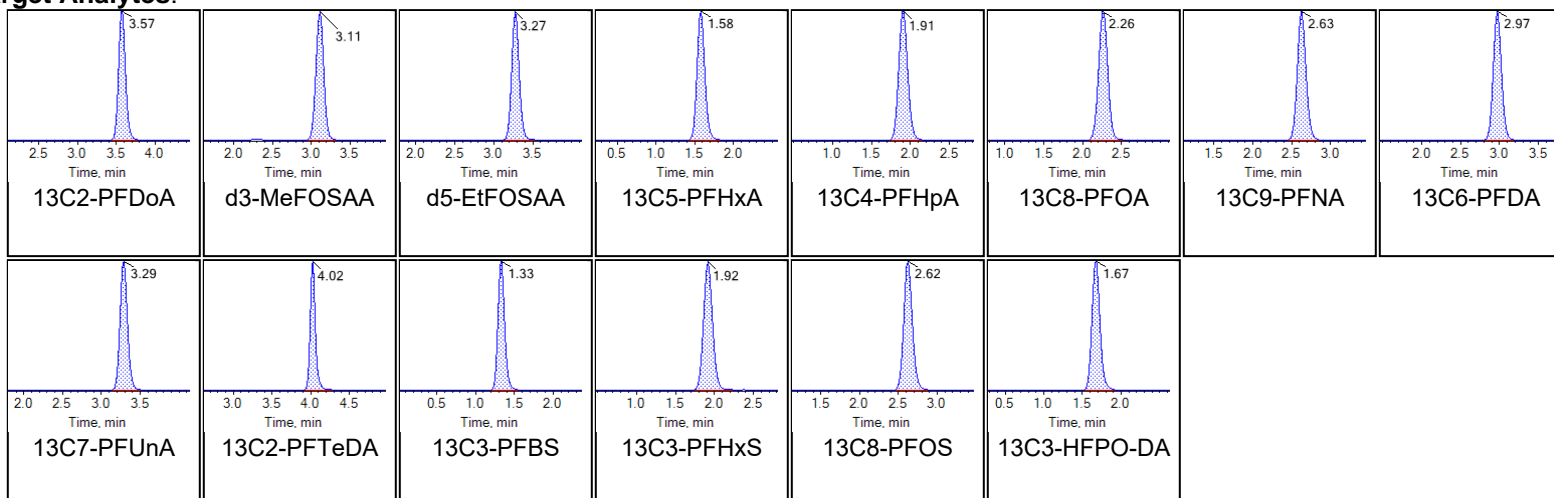 arget Analytes:
3.57 3.11 3.27 1.58 1.91 2.26 2.63 2.97
2.5 3.0 3.5 4.0 2.0 2.5 3.0 3.5 2.0 2.5 3.0 3.5 0.5 1.0 1.5 2.0 1.0 1.5 2.0 2.5 1.0 1.5 2.0 2.5 1.5 2.0 2.5 3.0 2.0 2.5 3.0 3.5
Time, min Time, min Time, min Time, min Time, min Time, min Time, min Time, min
13C2-PFDoA d3-MeFOSAA d5-EtFOSAA 13C5-PFHxA 13C4-PFHpA 13C8-PFOA 13C9-PFNA 13C6-PFDA
3.29 4.02 1.33 1.92 2.62 1.67
2.0 2.5 3.0 3.5 3.0 3.5 4.0 4.5 0.5 1.0 1.5 2.0 1.0 1.5 2.0 2.5 1.5 2.0 2.5 3.0 0.5 1.0 1.5 2.0
Time, min Time, min Time, min Time, min Time, min Time, min
13C7-PFUnA 13C2-PFTeDA 13C3-PFBS 13C3-PFHxS 13C8-PFOS 13C3-HFPO-DA